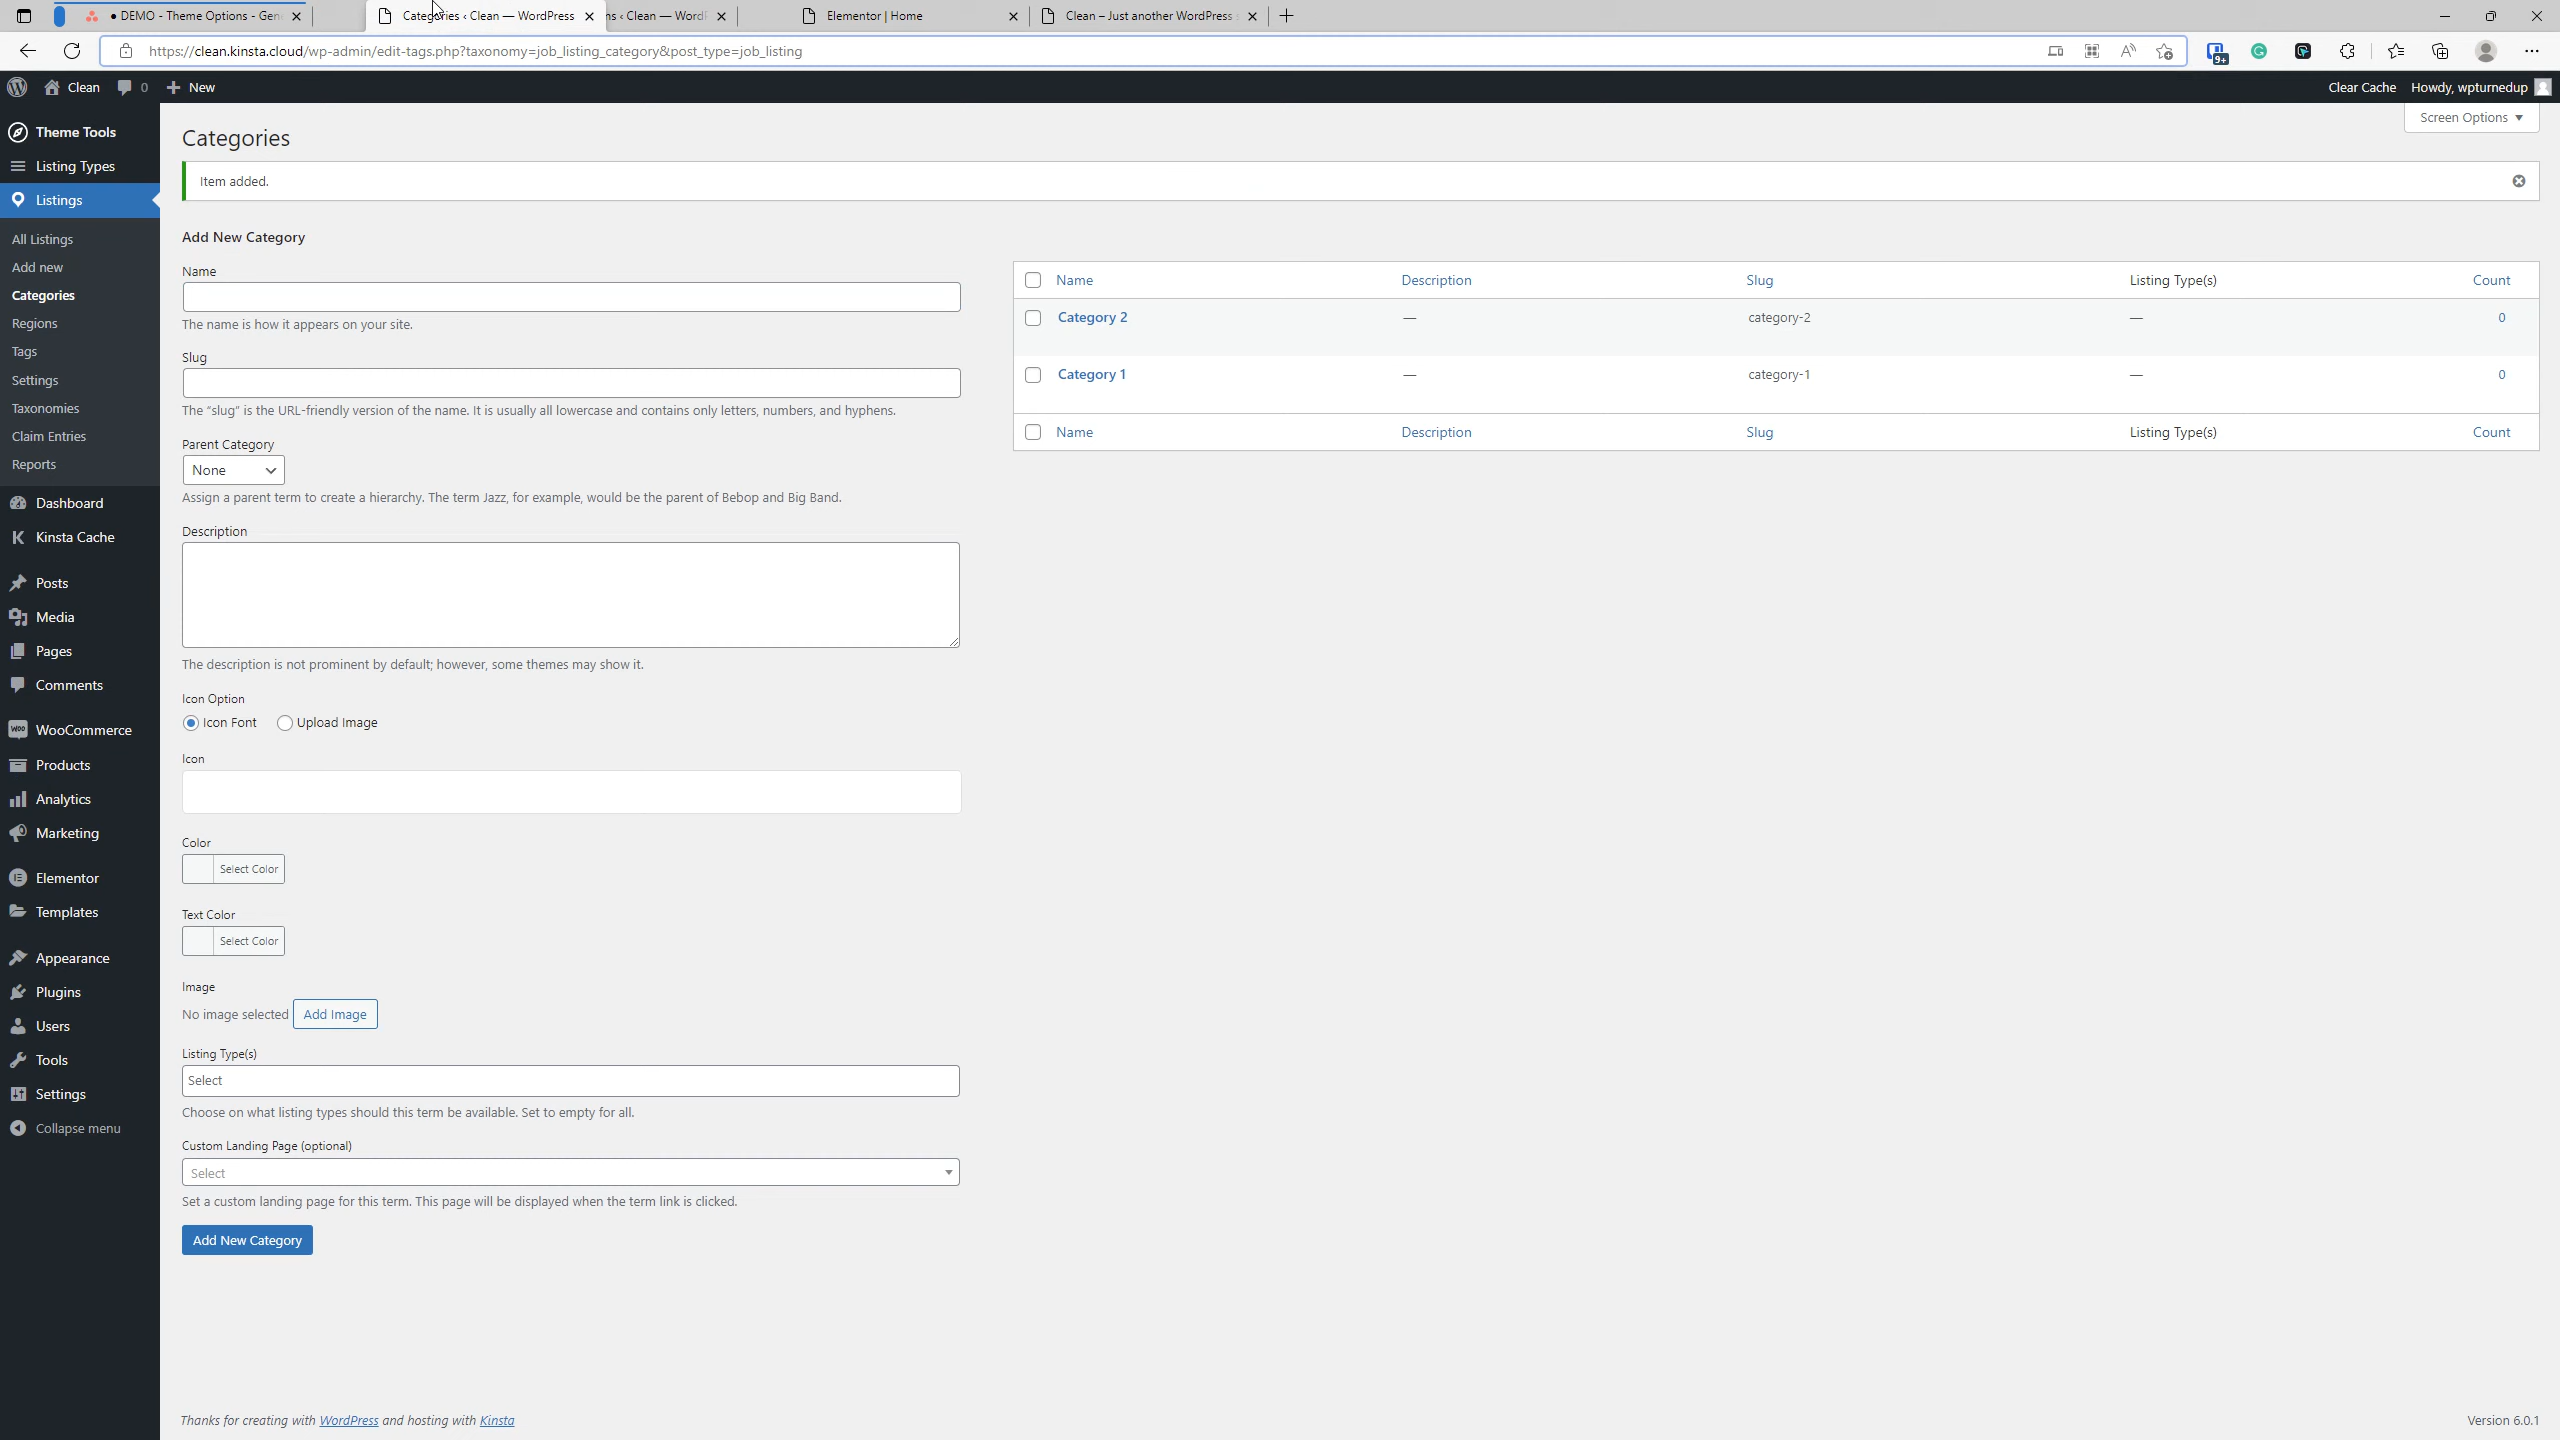 DEMO - Theme Options - Gen
Categories ‹ Clean — WordPress
ns ‹ Clean — WordP
Elementor | Home
Clean – Just another WordPress s
https://clean.kinsta.cloud/wp-admin/edit-tags.php?taxonomy=job_listing_category&post_type=job_listing
9+
Clean
0
New
Clear Cache
Howdy, wpturnedup
Theme Tools
Listing Types
Listings
All Listings
Add new
Categories
Regions
Tags
Settings
Taxonomies
Claim Entries
Reports
Dashboard
Kinsta Cache
Posts
Media
Pages
Comments
WooCommerce
Products
Analytics
Marketing
Elementor
Templates
Appearance
Plugins
Users
Tools
Settings
Collapse menu
Screen Options
Categories
Item added.
Add New Category
Name
The name is how it appears on your site.
Slug
The “slug” is the URL-friendly version of the name. It is usually all lowercase and contains only letters, numbers, and hyphens.
Parent Category
None
Assign a parent term to create a hierarchy. The term Jazz, for example, would be the parent of Bebop and Big Band.
Description
The description is not prominent by default; however, some themes may show it.
Icon Option
Icon Font Upload Image
Icon
Color
Select Color
Text Color
Select Color
Image
No image selected Add Image
Listing Type(s)
Select
Choose on what listing types should this term be available. Set to empty for all.
Custom Landing Page (optional)
Select
Set a custom landing page for this term. This page will be displayed when the term link is clicked.
Add New Category
Name Description Slug Listing Type(s) Count
Category 2 — category-2 — 0
Category 1 — category-1 — 0
Name Description Slug Listing Type(s) Count
Thanks for creating with WordPress and hosting with Kinsta
Version 6.0.1